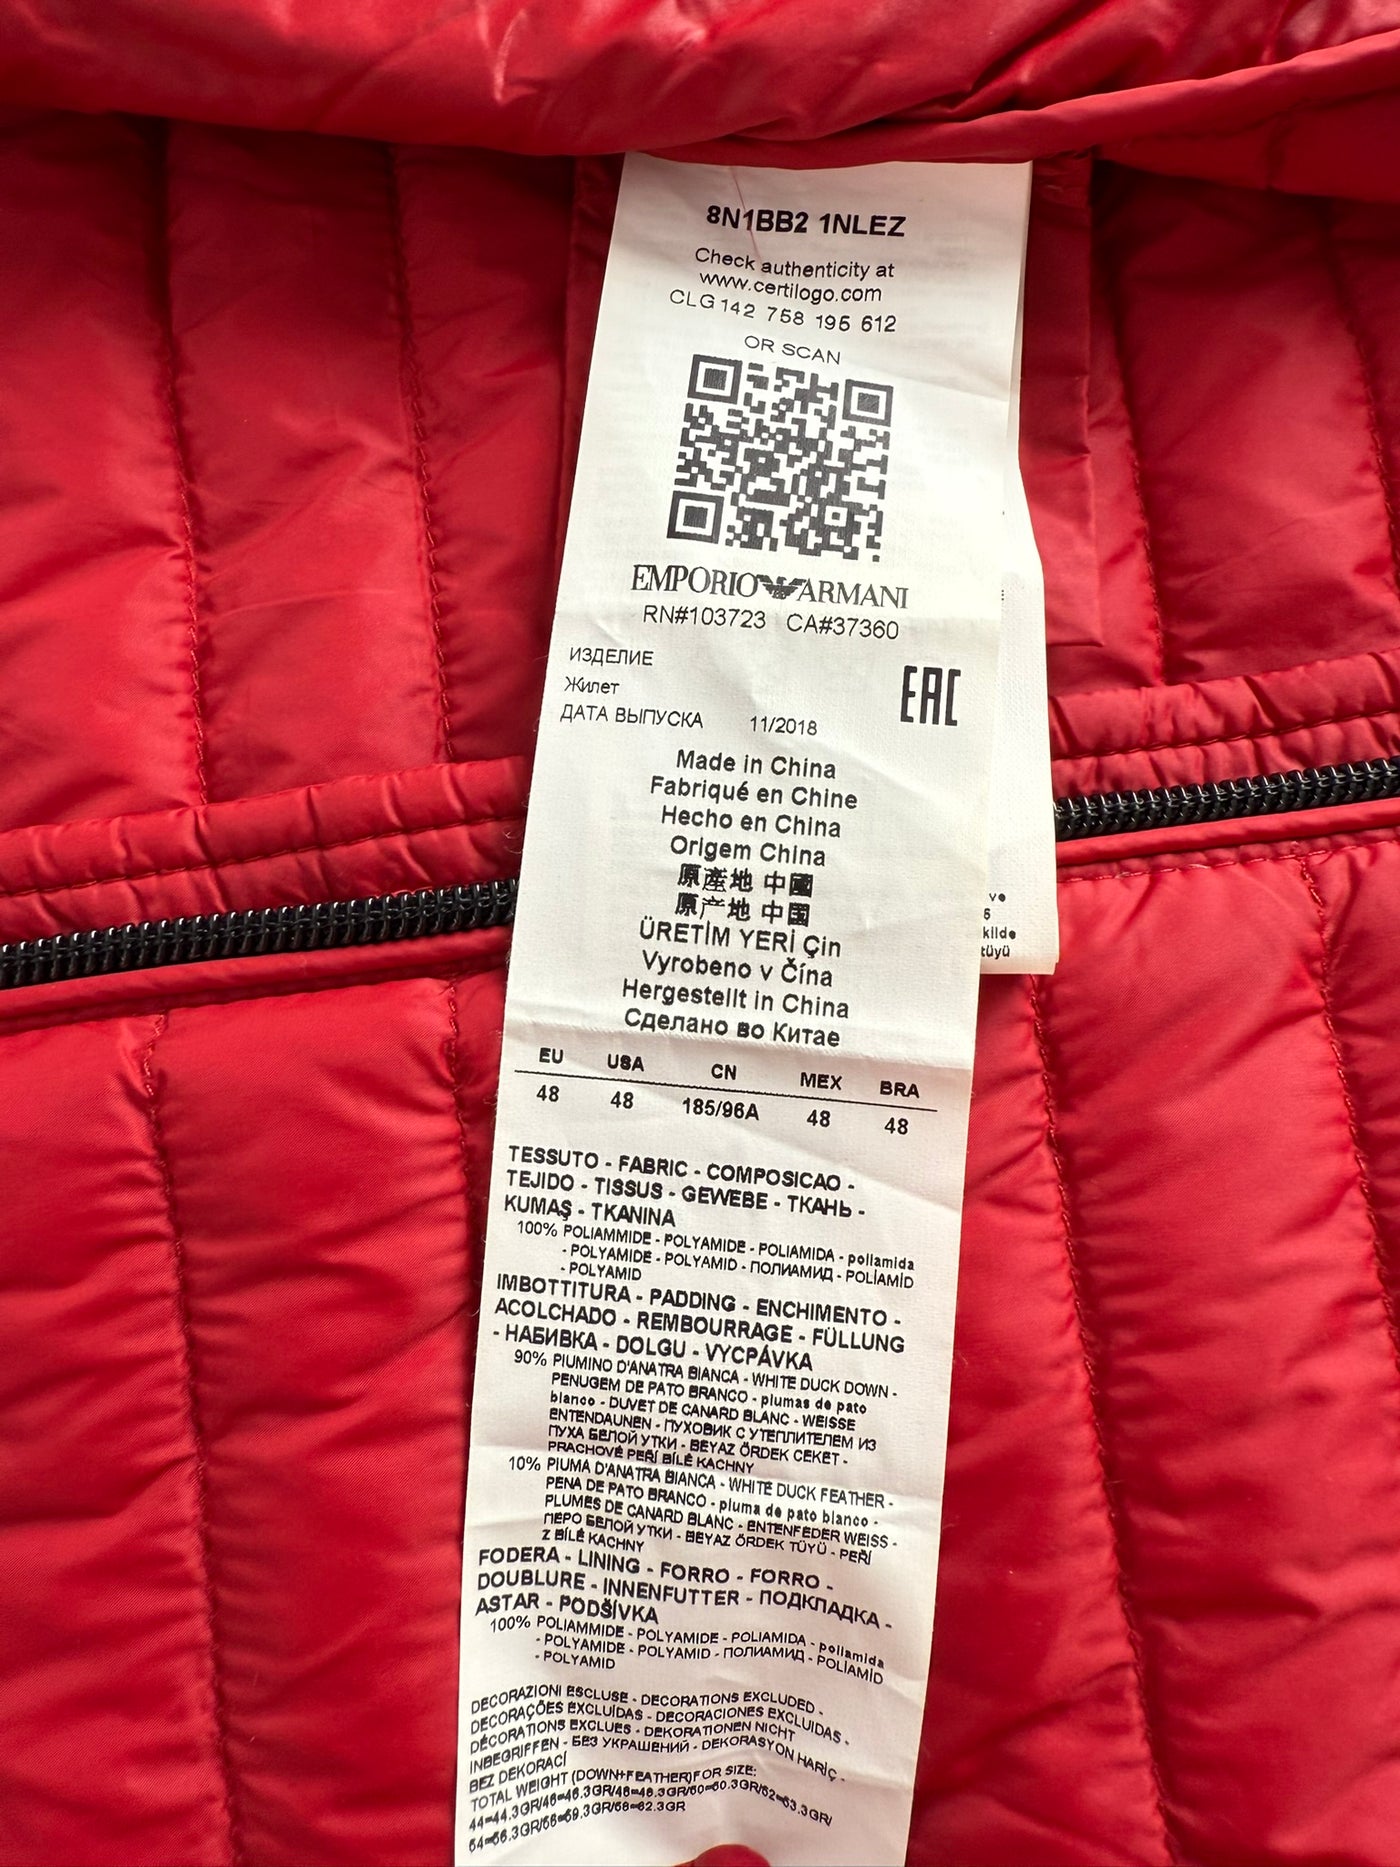 8N1BB2 1NLEZ
Check authenticity at
www.certilogo.com
CLG 142 758 195 612
OR SCAN
EMPORIO ARMANI
RN#103723 CA#37360
ИЗДЕЛИЕ
Жилет
ДАТА ВЫПУСКА 11/2018
EAC
Made in China
Fabriqué en Chine
Hecho en China
Origem China
原產地 中國
原产地 中国
ÜRETİM YERİ Çin
Vyrobeno v Čína
Hergestellt in China
Сделано во Китае
EU USA CN MEX BRA
48 48 185/96A 48 48
TESSUTO - FABRIC - COMPOSICAO -
TEJIDO - TISSUS - GEWEBE - ТКАНЬ -
KUMAŞ - TKANINA
100% POLIAMMIDE - POLYAMIDE - POLIAMIDA - poliamida
- POLYAMIDE - POLYAMID - ПОЛИАМИД - POLİAMİD
- POLYAMID
IMBOTTITURA - PADDING - ENCHIMENTO -
ACOLCHADO - REMBOURRAGE - FÜLLUNG
- НАБИВКА - DOLGU - VYCPÁVKA
90% PIUMINO D'ANATRA BIANCA - WHITE DUCK DOWN -
PENUGEM DE PATO BRANCO - plumas de pato
blanco - DUVET DE CANARD BLANC - WEISSE
ENTENDAUNEN - ПУХОВИК С УТЕПЛИТЕЛЕМ ИЗ
ПУХА БЕЛОЙ УТКИ - BEYAZ ÖRDEK CEKET -
PRACHOVÉ PEŘÍ BÍLÉ KACHNY
10% PIUMA D'ANATRA BIANCA - WHITE DUCK FEATHER -
PENA DE PATO BRANCO - pluma de pato blanco -
PLUMES DE CANARD BLANC - ENTENFEDER WEISS -
ПЕРО БЕЛОЙ УТКИ - BEYAZ ÖRDEK TÜYÜ - PEŘÍ
Z BÍLÉ KACHNY
FODERA - LINING - FORRO - FORRO -
DOUBLURE - INNENFUTTER - ПОДКЛАДКА -
ASTAR - PODŠÍVKA
100% POLIAMMIDE - POLYAMIDE - POLIAMIDA - poliamida
- POLYAMIDE - POLYAMID - ПОЛИАМИД - POLİAMİD
- POLYAMID
DECORAZIONI ESCLUSE - DECORATIONS EXCLUDED -
DECORAÇÕES EXCLUÍDAS - DECORACIONES EXCLUIDAS -
DÉCORATIONS EXCLUES - DEKORATIONEN NICHT
INBEGRIFFEN - БЕЗ УКРАШЕНИЙ - DEKORASYON HARİÇ -
BEZ DEKORACÍ
TOTAL WEIGHT (DOWN+FEATHER)FOR SIZE:
44=44.3GR/46=46.3GR/48=48.3GR/50=50.3GR/52=53.3GR/
54=56.3GR/56=59.3GR/58=62.3GR
ve
kilde
tüyü